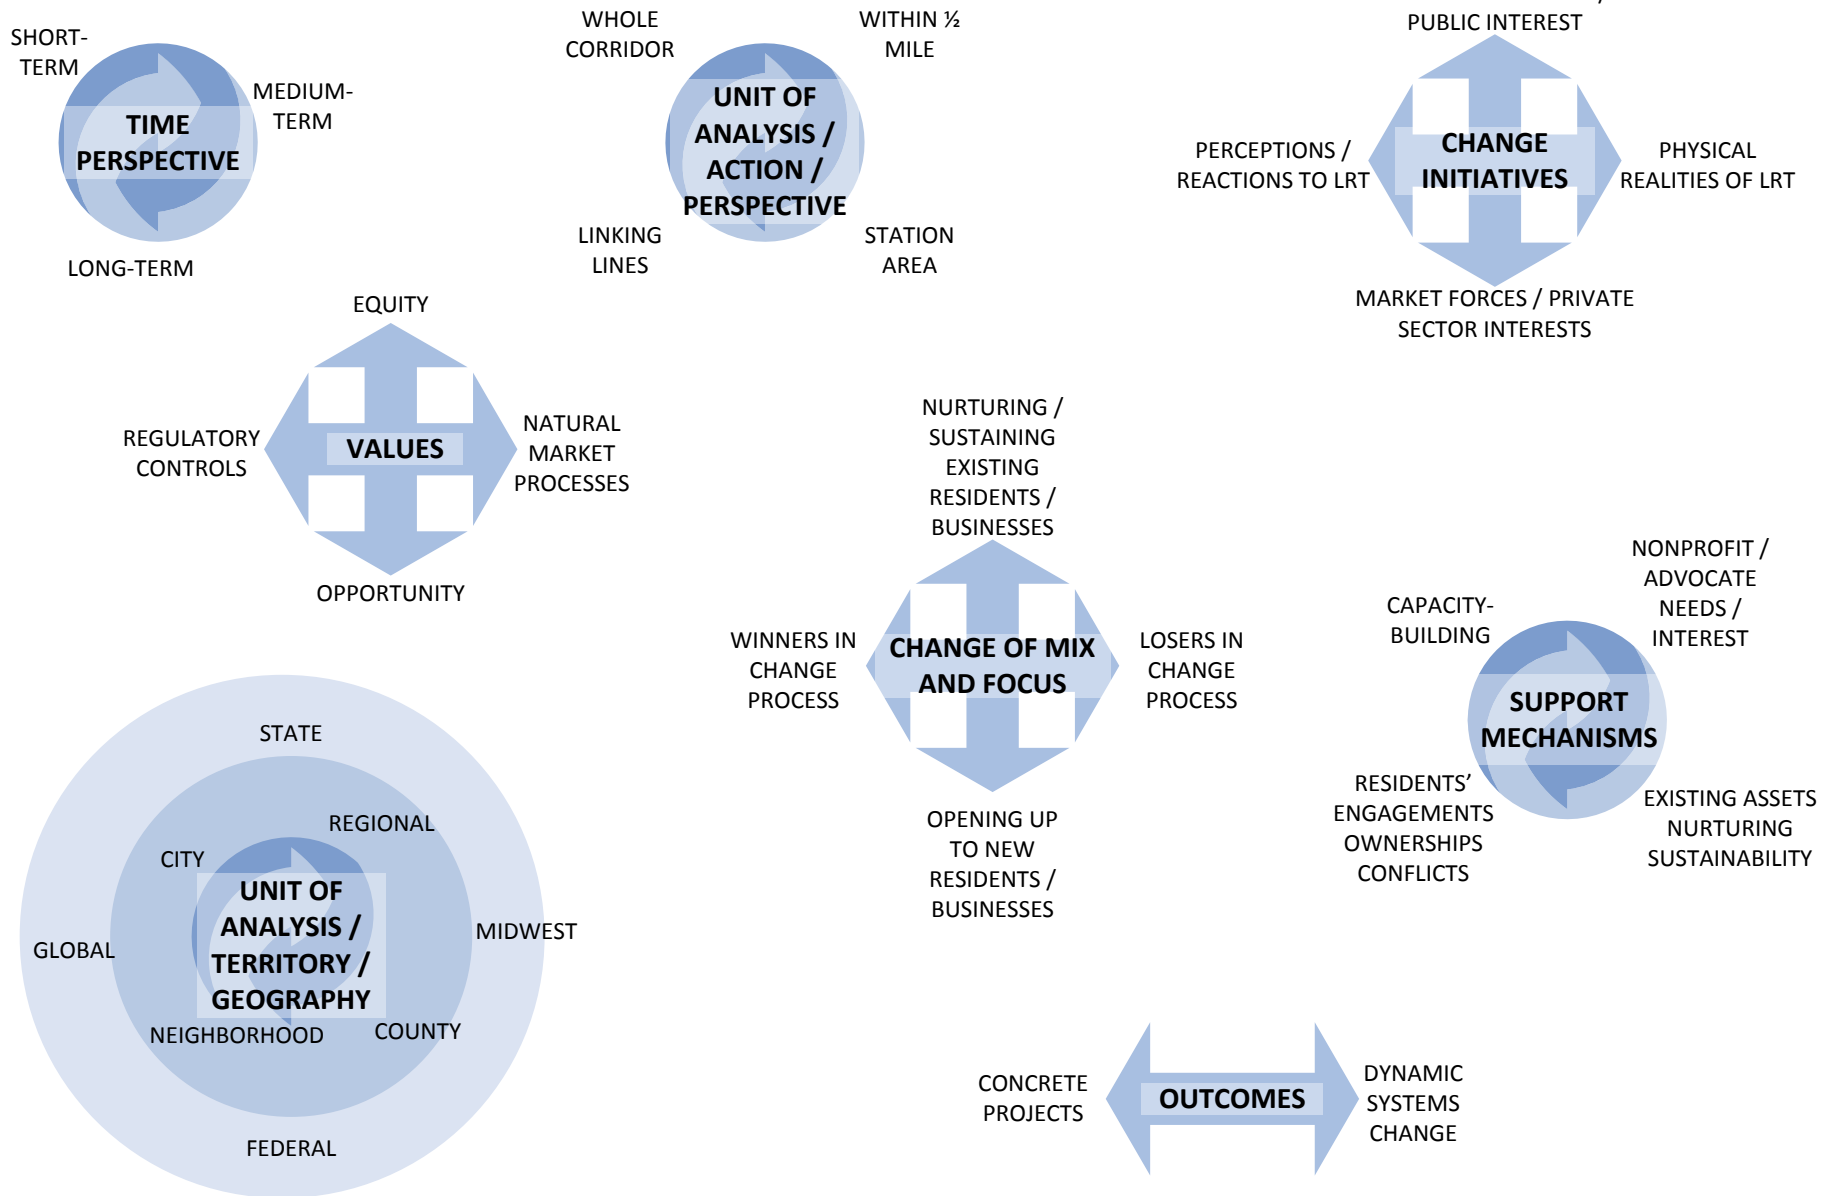 SHORT-
TERM
MEDIUM-
TERM
TIME
PERSPECTIVE
LONG-TERM
WHOLE
CORRIDOR
WITHIN ½
MILE
UNIT OF
ANALYSIS /
ACTION /
PERSPECTIVE
LINKING
LINES
STATION
AREA
PUBLIC INTEREST
PERCEPTIONS /
REACTIONS TO LRT
CHANGE
INITIATIVES
PHYSICAL
REALITIES OF LRT
MARKET FORCES / PRIVATE
SECTOR INTERESTS
EQUITY
REGULATORY
CONTROLS
VALUES
NATURAL
MARKET
PROCESSES
OPPORTUNITY
NURTURING /
SUSTAINING
EXISTING
RESIDENTS /
BUSINESSES
WINNERS IN
CHANGE
PROCESS
CHANGE OF MIX
AND FOCUS
LOSERS IN
CHANGE
PROCESS
OPENING UP
TO NEW
RESIDENTS /
BUSINESSES
CAPACITY-
BUILDING
NONPROFIT /
ADVOCATE
NEEDS /
INTEREST
SUPPORT
MECHANISMS
RESIDENTS’
ENGAGEMENTS
OWNERSHIPS
CONFLICTS
EXISTING ASSETS
NURTURING
SUSTAINABILITY
STATE
REGIONAL
CITY
UNIT OF
ANALYSIS /
TERRITORY /
GEOGRAPHY
GLOBAL
MIDWEST
NEIGHBORHOOD
COUNTY
FEDERAL
CONCRETE
PROJECTS
OUTCOMES
DYNAMIC
SYSTEMS
CHANGE